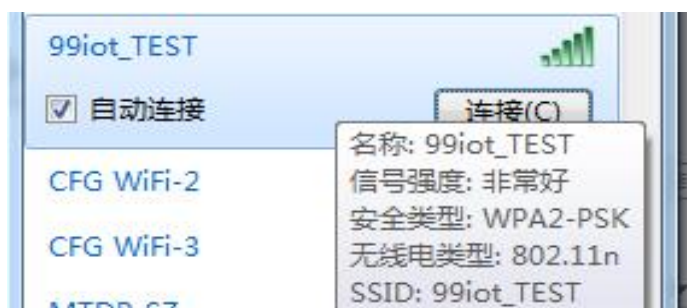 99iot_TEST
自动连接
连接(C)
名称: 99iot_TEST
CFG WiFi-2
信号强度: 非常好
安全类型: WPA2-PSK
CFG WiFi-3
无线电类型: 802.11n
SSID: 99iot_TEST